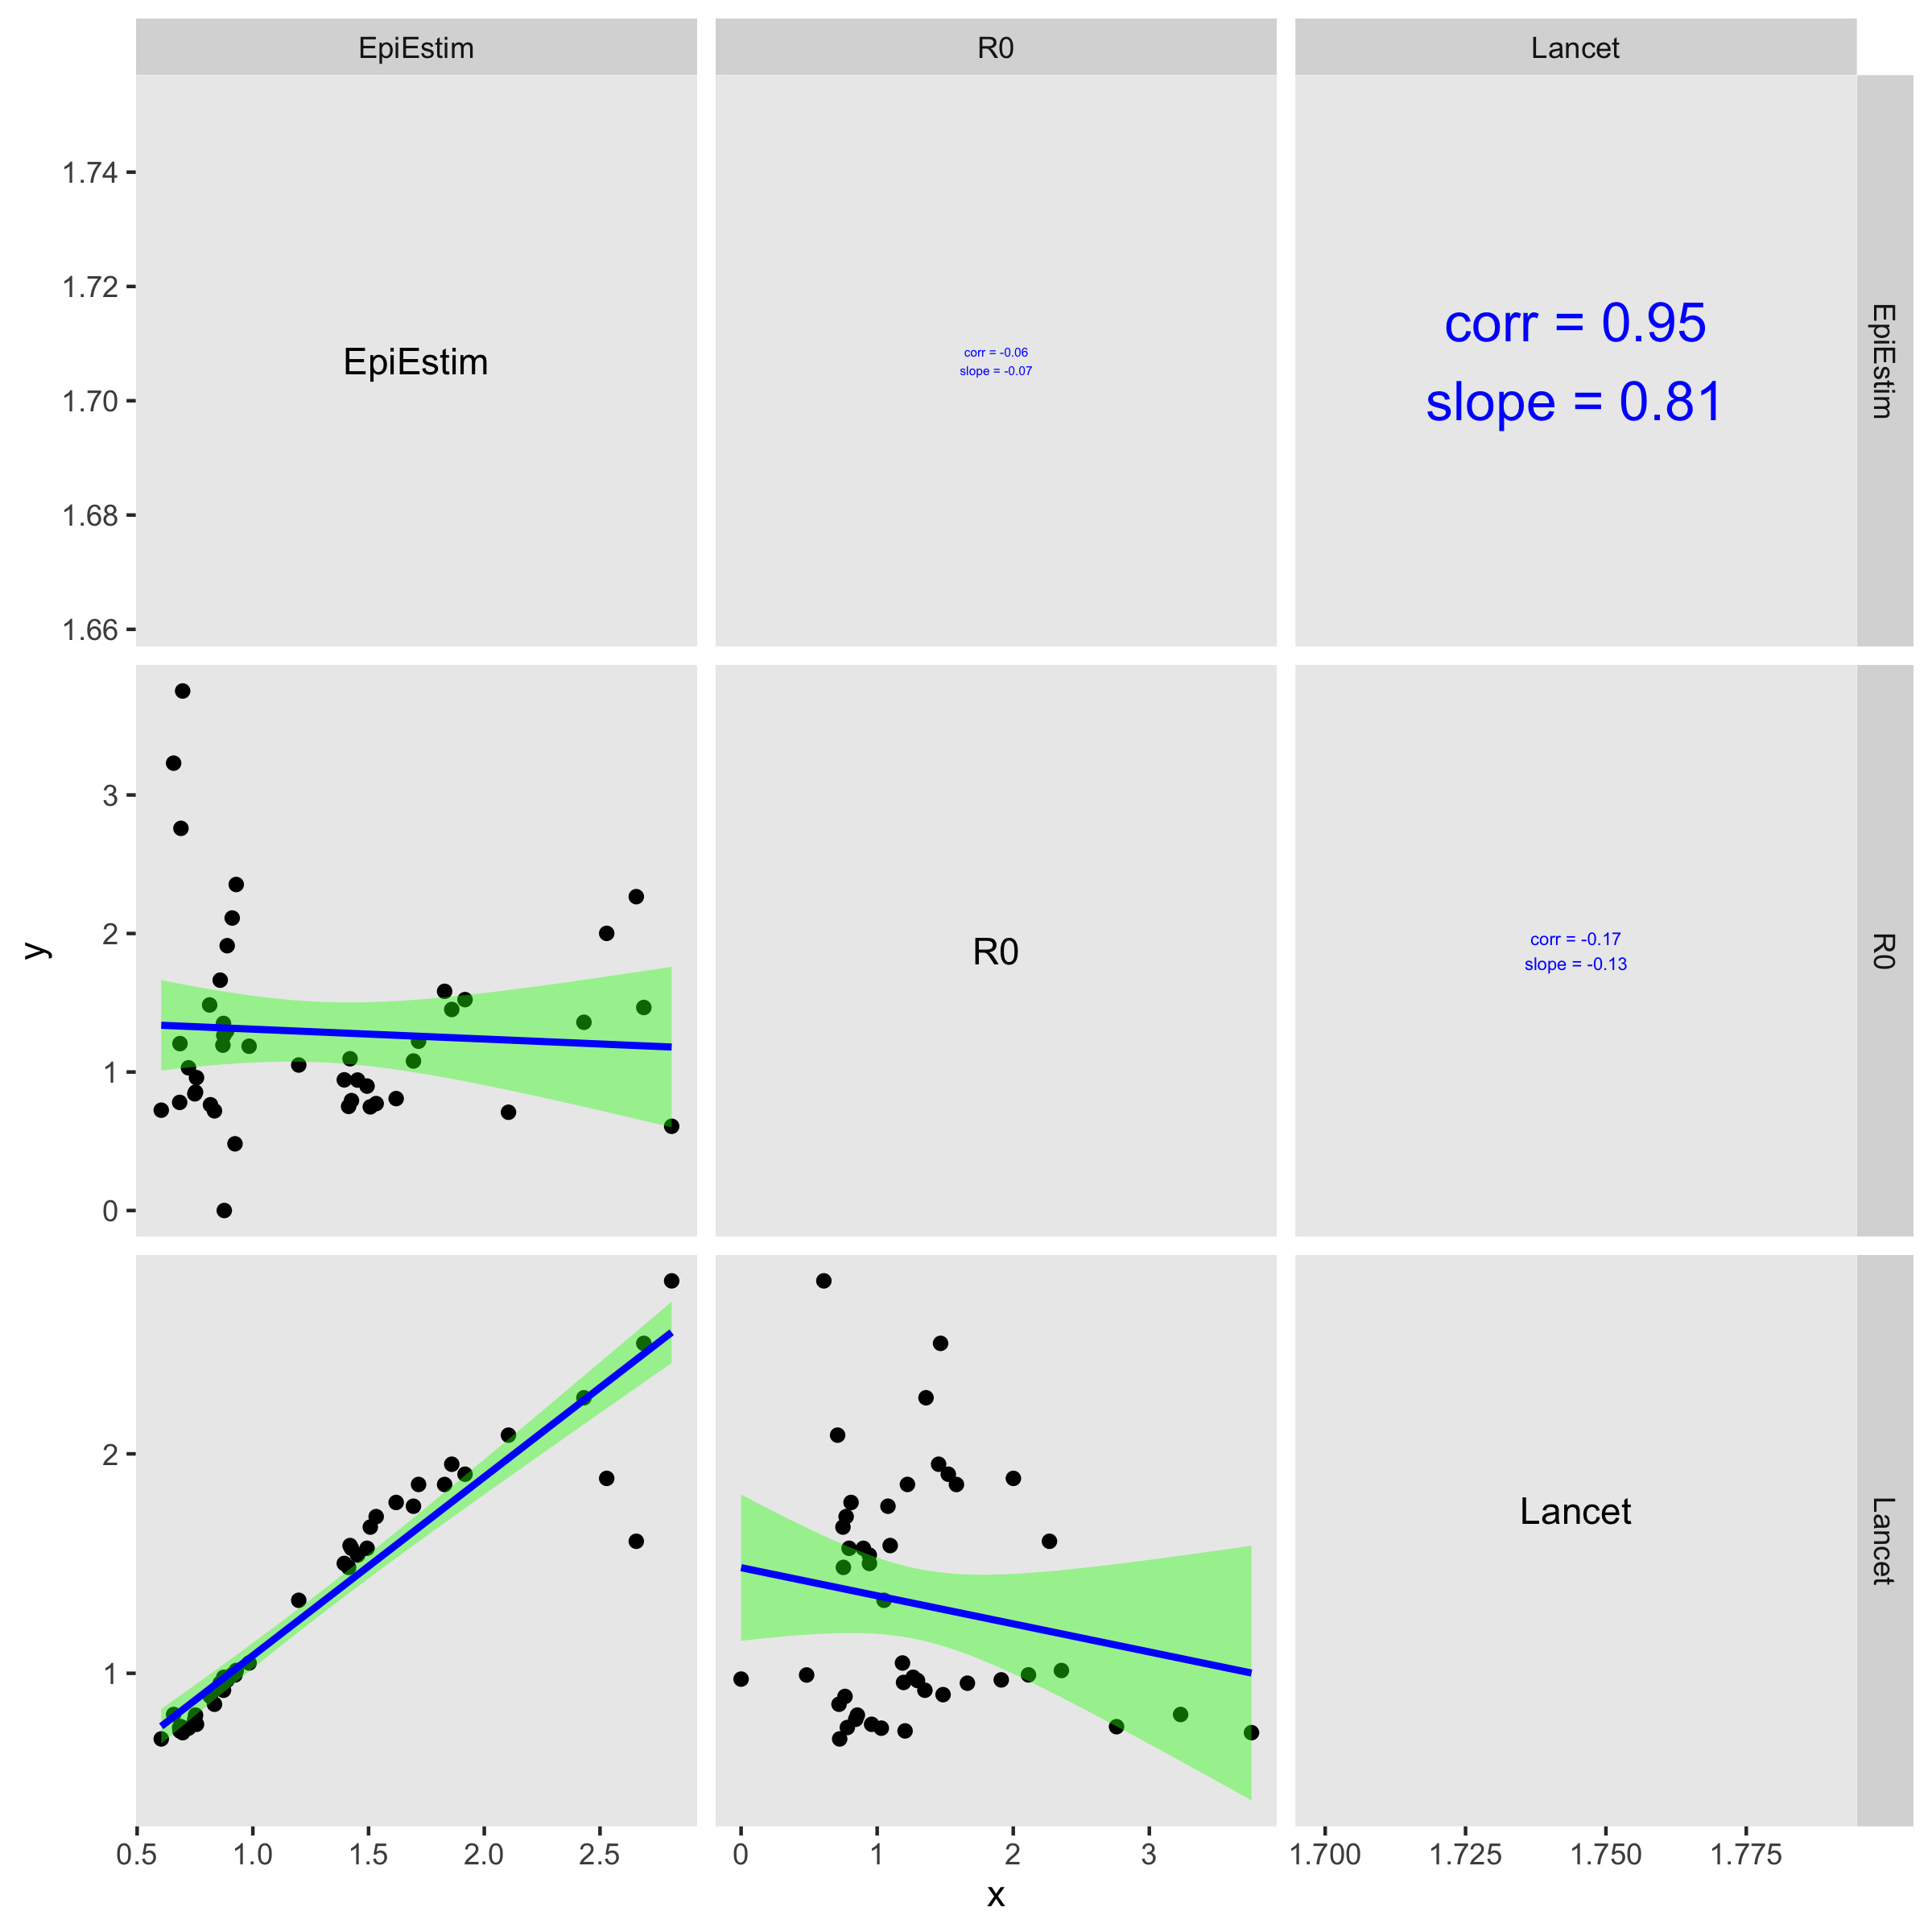 EpiEstim
R0
Lancet
1.74
1.72
1.70
1.68
1.66
EpiEstim
corr = -0.06
slope = -0.07
corr = 0.95
slope = 0.81
EpiEstim
y
3
2
1
0
R0
corr = -0.17
slope = -0.13
R0
2
1
Lancet
Lancet
0.5
1.0
1.5
2.0
2.5
0
1
2
3
1.700
1.725
1.750
1.775
x